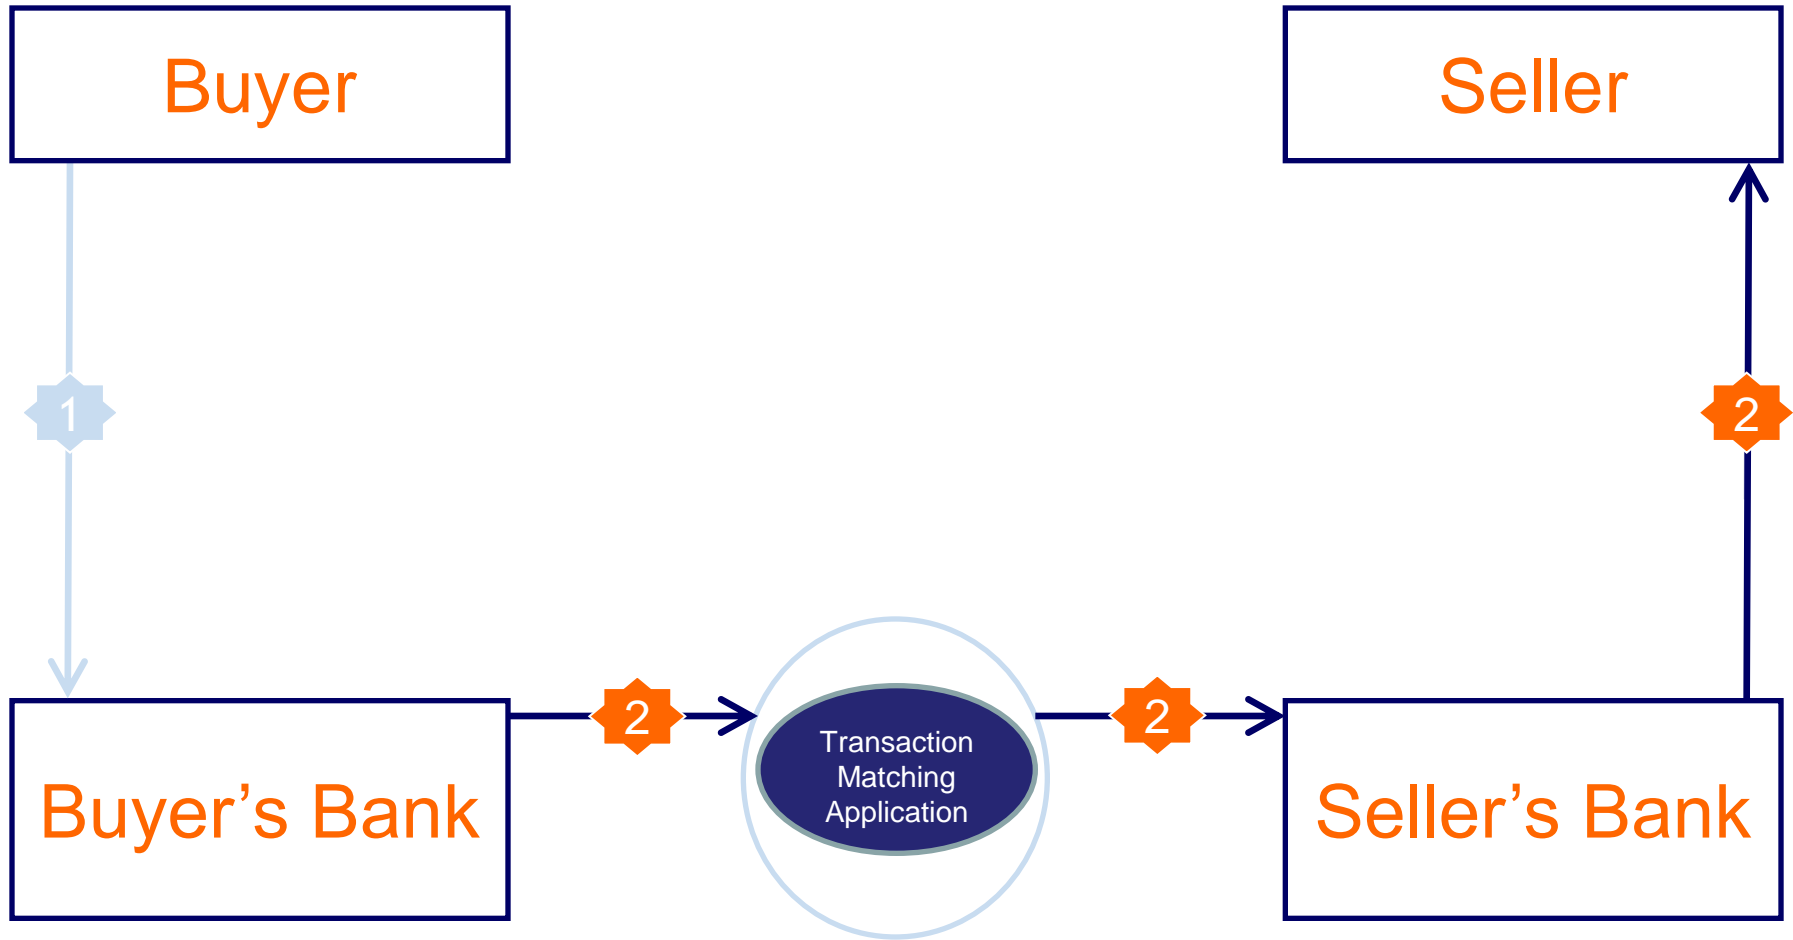 Buyer
Seller
1
2
2
2
Transaction
Matching
Application
Buyer’s Bank
Seller’s Bank